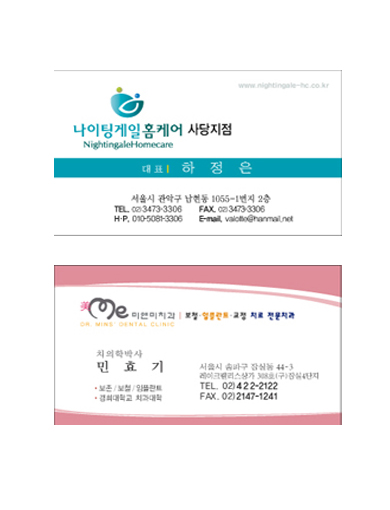 www.nightingale-hc.co.kr
나이팅게일홈케어 사당지점
NightingaleHomecare
대표 | 하 정 은
서울시 관악구 남현동 1055-1번지 2층
TEL. 02) 3473-3306 FAX. 02) 3473-3306
H·P. 010-5081-3306 E-mail. valotte@hanmail.net
美 me 미앤미치과 | 보철·임플란트·교정 치료 전문치과
DR. MINS' DENTAL CLINIC
치의학박사
민 효 기
서울시 송파구 잠실동 44-3
레이크팰리스상가 308호(구)잠실4단지
• 보존 / 보철 / 임플란트
TEL. 02) 422-2122
• 경희대학교 치과대학
FAX. 02) 2147-1241